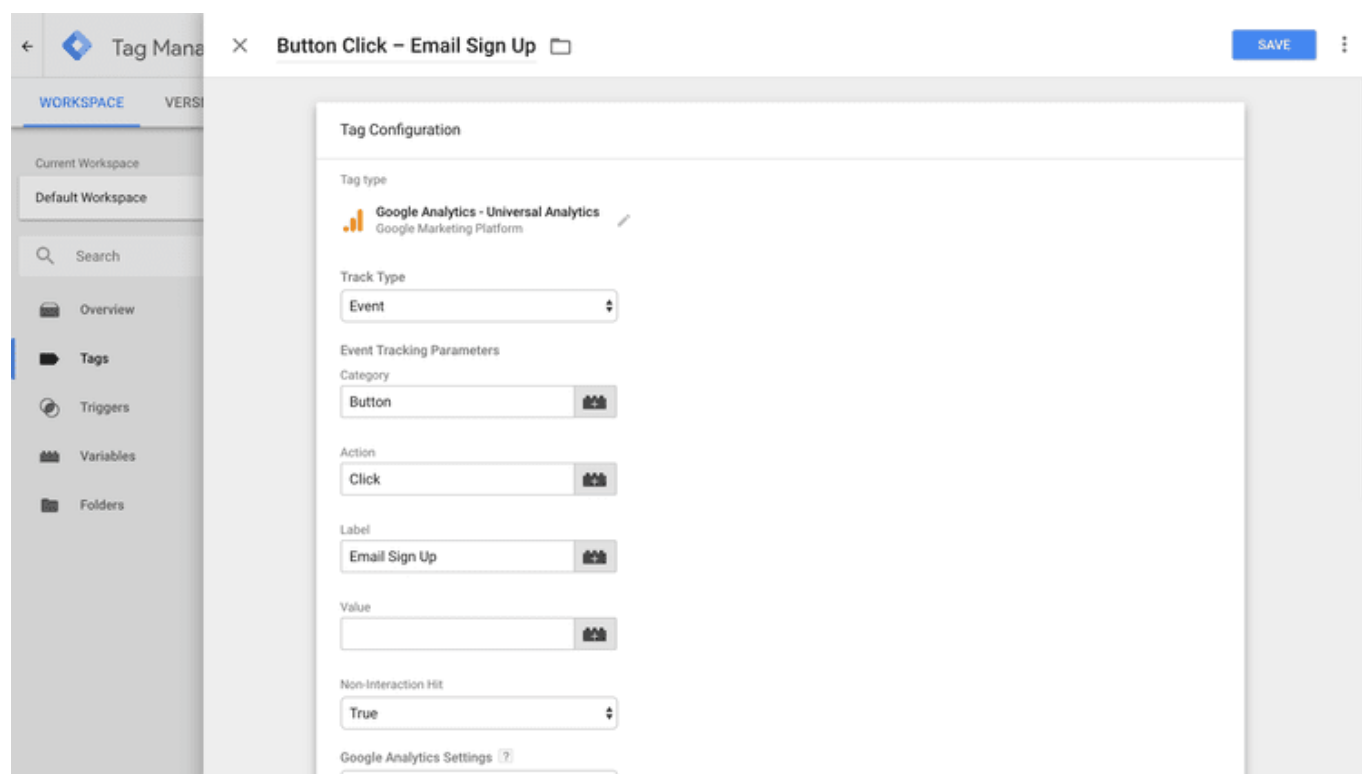 Tag Mana
Button Click – Email Sign Up
SAVE
WORKSPACE
VERSI
Current Workspace
Default Workspace
Search
Overview
Tags
Triggers
Variables
Folders
Tag Configuration
Tag type
Google Analytics - Universal Analytics
Google Marketing Platform
Track Type
Event
Event Tracking Parameters
Category
Button
Action
Click
Label
Email Sign Up
Value
Non-Interaction Hit
True
Google Analytics Settings ?